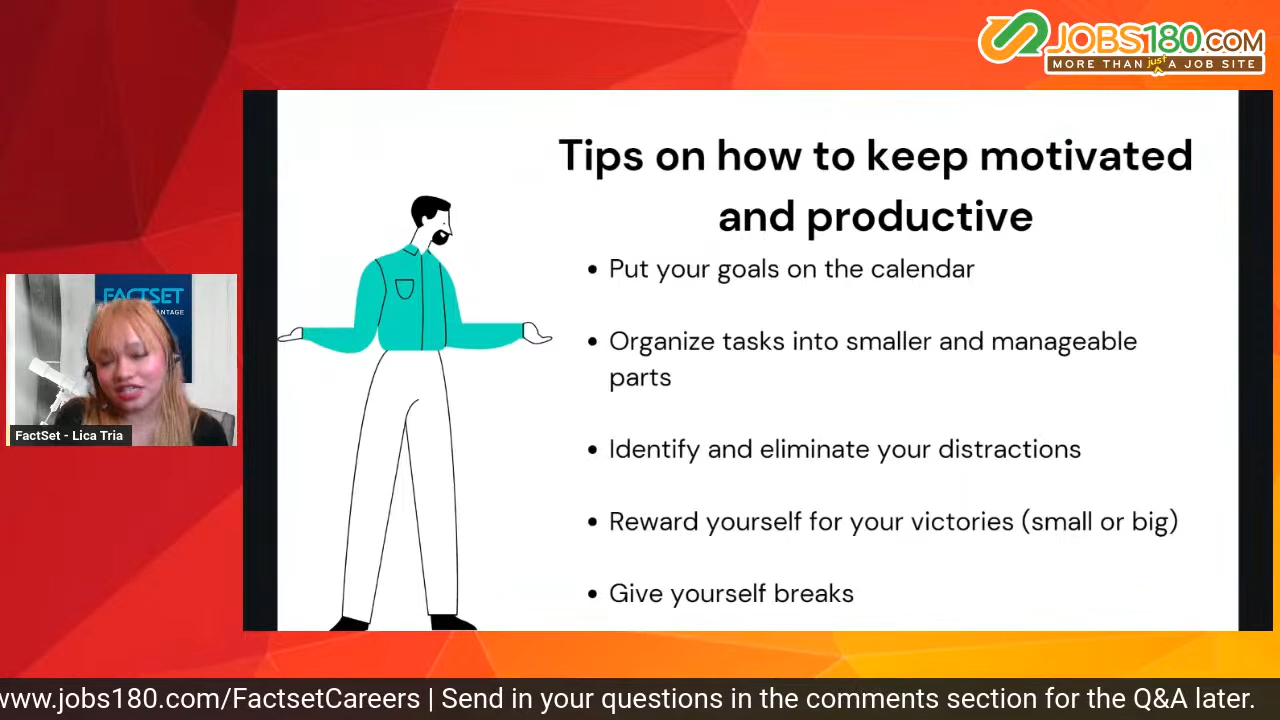 JOBS180.COM
MORE THAN just A JOB SITE
Tips on how to keep motivated
and productive
• Put your goals on the calendar
• Organize tasks into smaller and manageable
parts
• Identify and eliminate your distractions
• Reward yourself for your victories (small or big)
• Give yourself breaks
FACTSET
FactSet - Lica Tria
www.jobs180.com/FactsetCareers | Send in your questions in the comments section for the Q&A later.